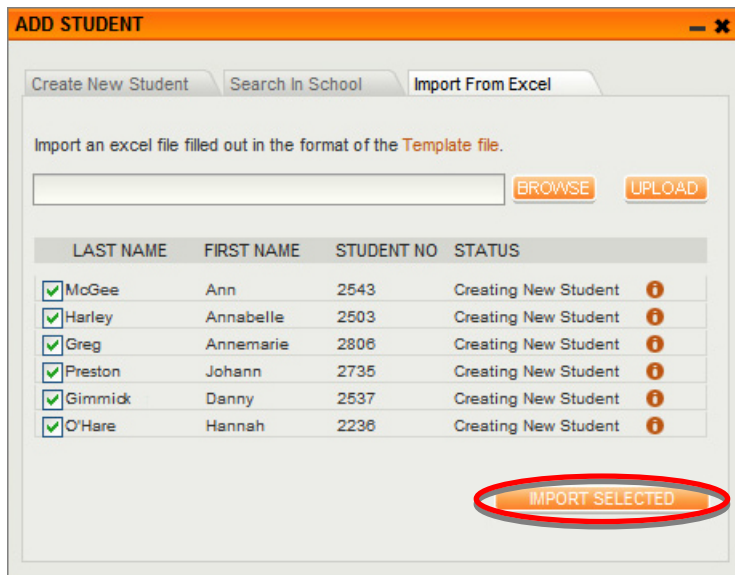 ADD STUDENT
Create New Student Search In School Import From Excel
Import an excel file filled out in the format of the Template file.
BROWSE UPLOAD
LAST NAME FIRST NAME STUDENT NO STATUS
McGee Ann 2543 Creating New Student
Harley Annabelle 2503 Creating New Student
Greg Annemarie 2806 Creating New Student
Preston Johann 2735 Creating New Student
Gimmick Danny 2537 Creating New Student
O'Hare Hannah 2236 Creating New Student
IMPORT SELECTED